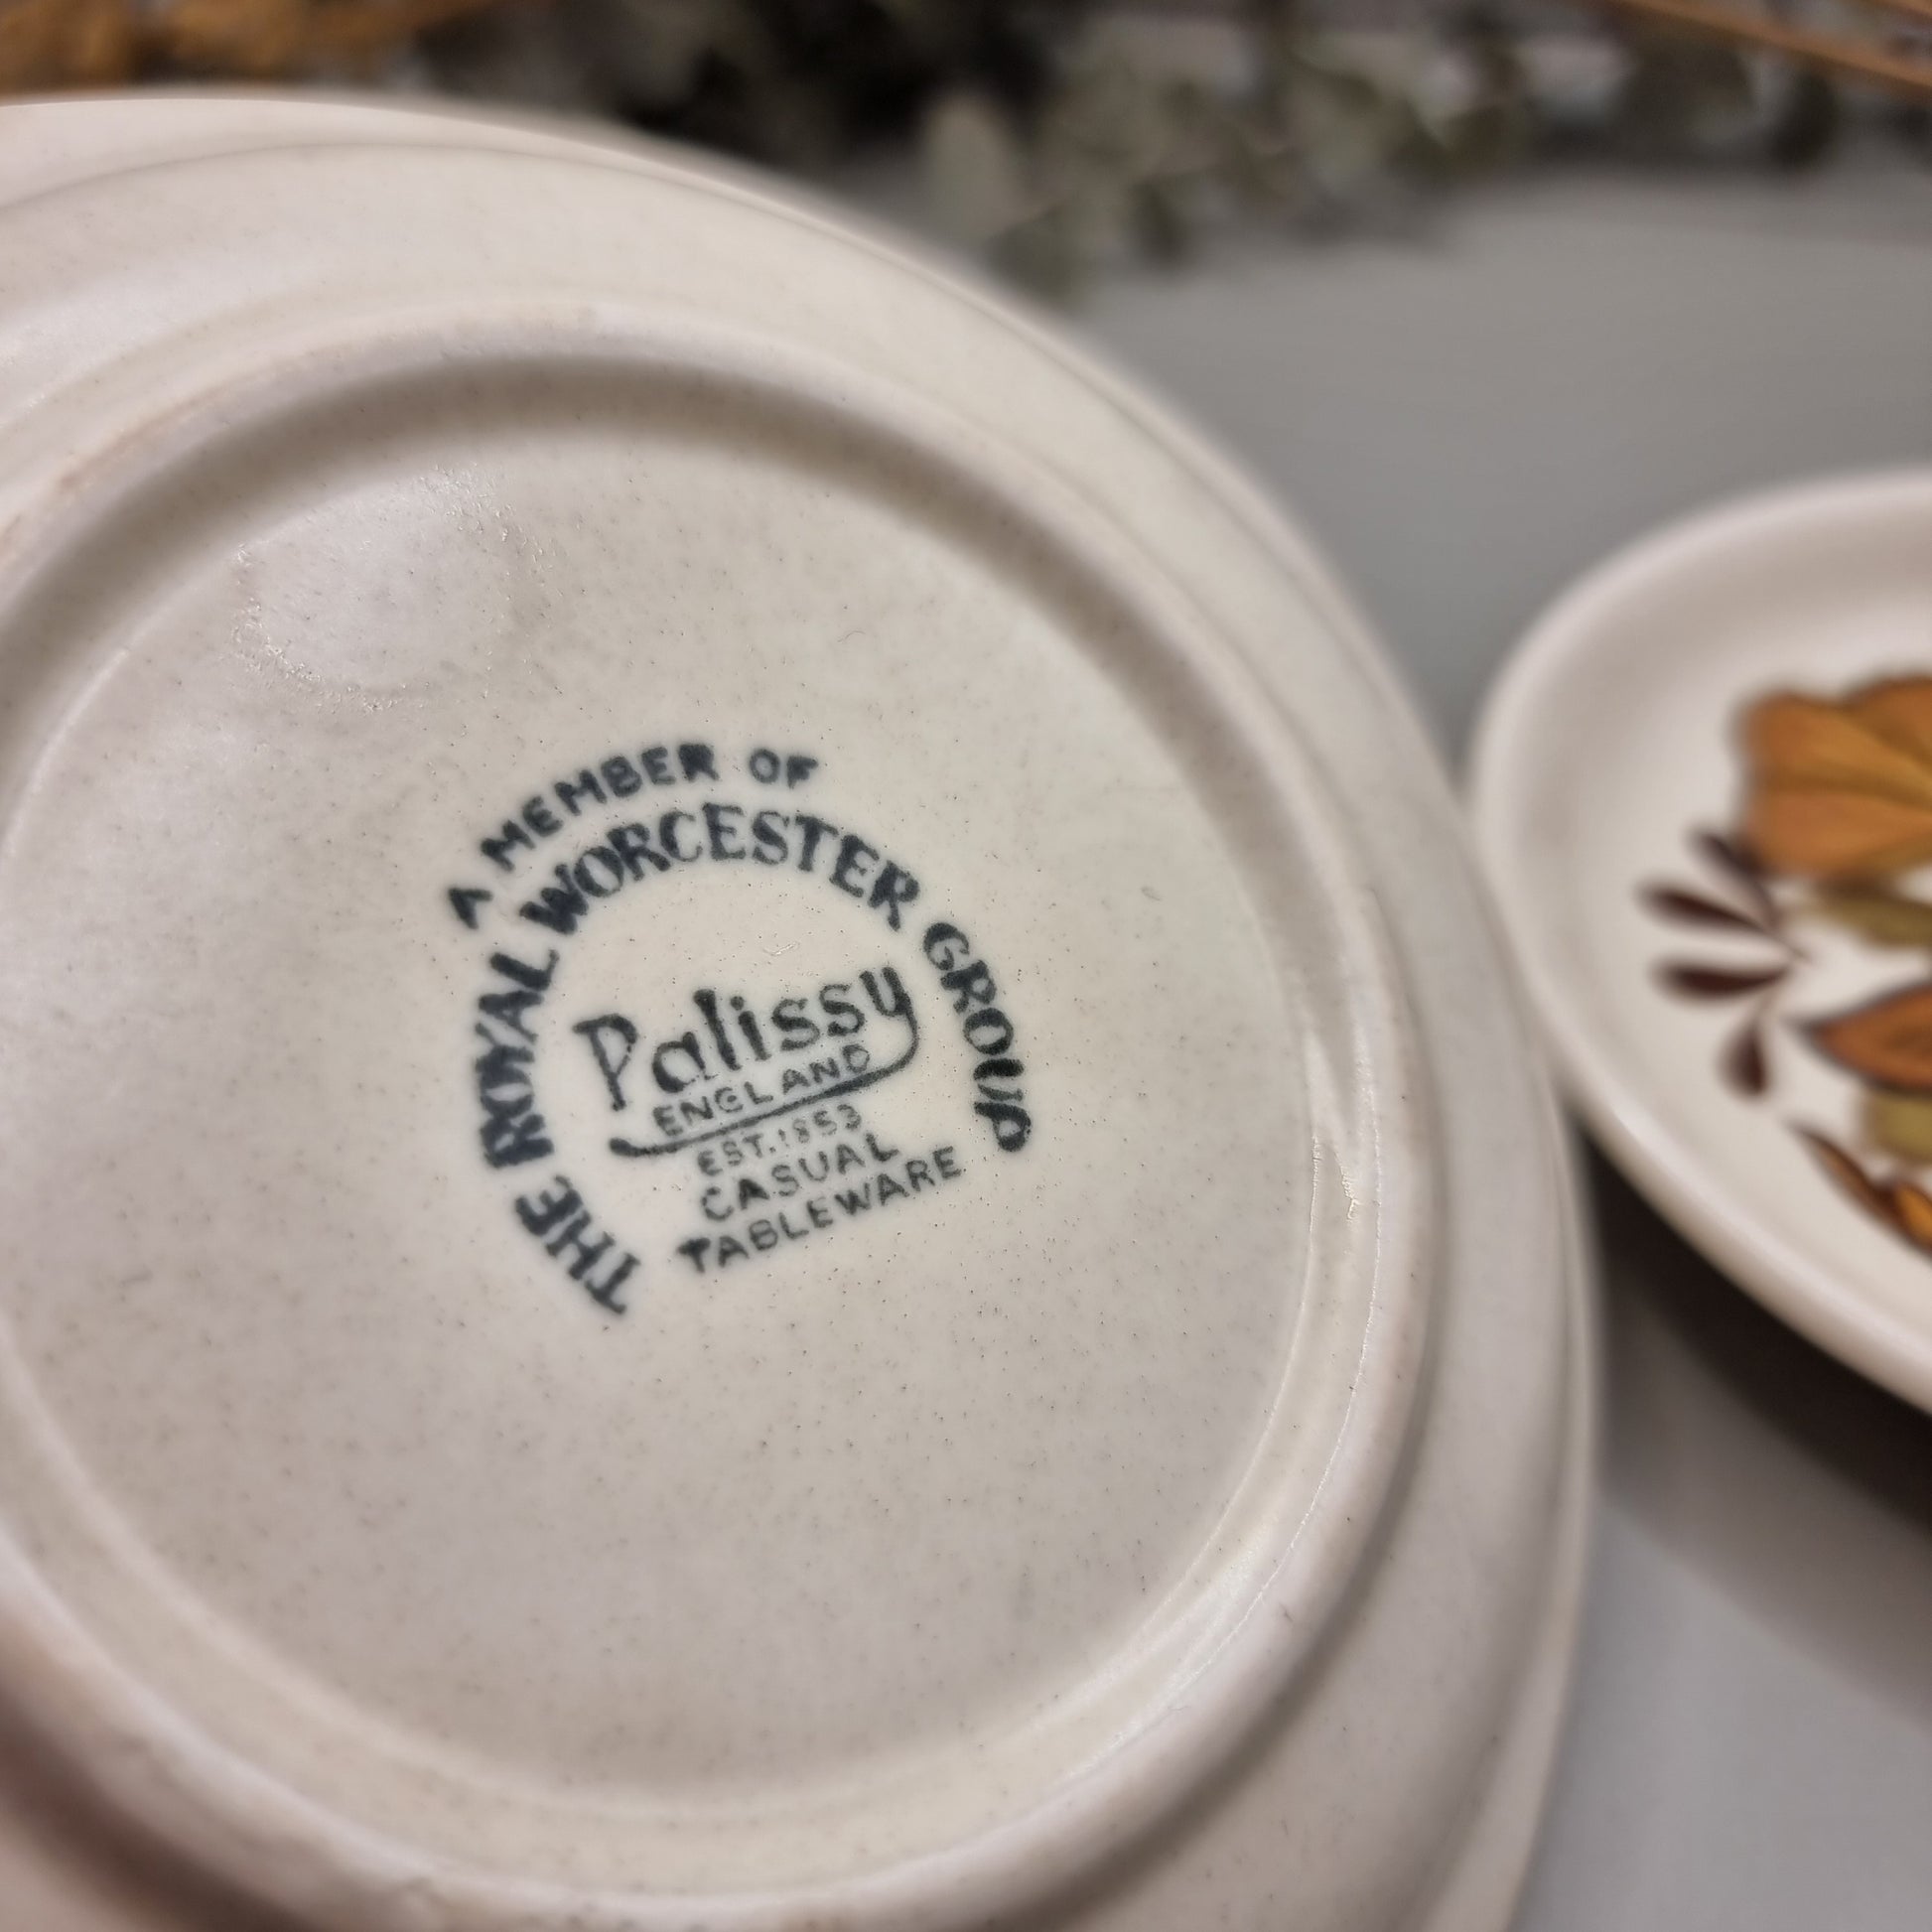 A MEMBER OF
THE ROYAL WORCESTER GROUP
Palissy
ENGLAND
EST. 1853
CASUAL
TABLEWARE